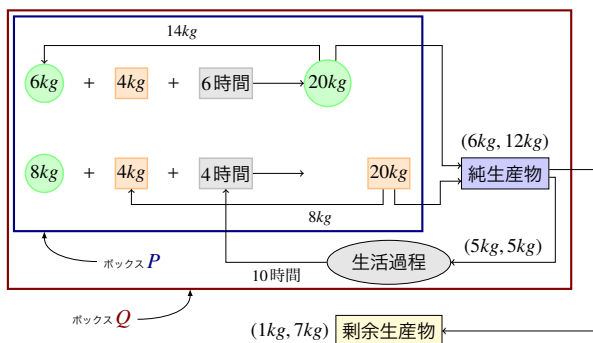 14kg
6kg + 4kg + 6時間 20kg
(6kg, 12kg)
8kg + 4kg + 4時間 20kg 純生産物
8kg
(5kg, 5kg)
ボックスP 10時間 生活過程
ボックスQ (1kg, 7kg) 剰余生産物